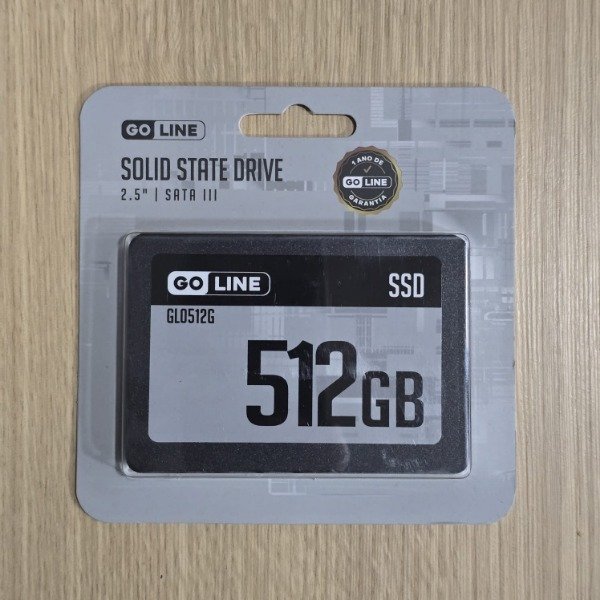 GO LINE
SOLID STATE DRIVE
2.5" | SATA III
1 ANO DE
GO LINE
GARANTIA
GO LINE
SSD
GL0512G
512GB